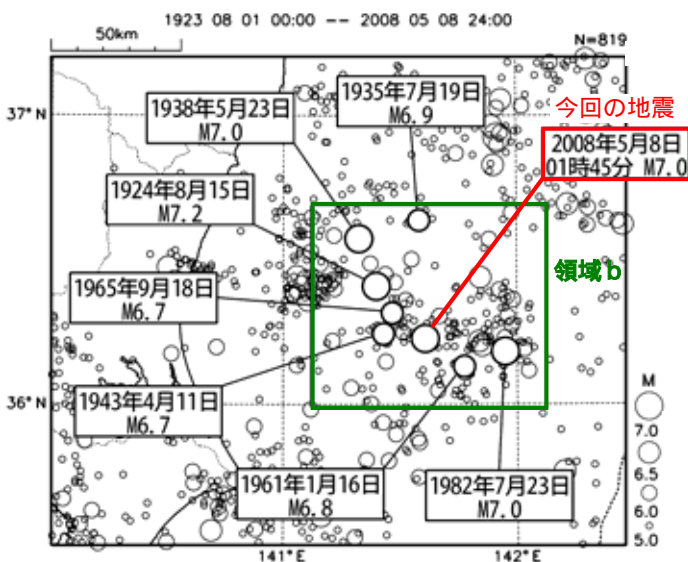 1923 08 01 00:00 -- 2008 05 08 24:00
50km
N=819
37°N
1938年5月23日
M7.0
1935年7月19日
M6.9
今回の地震
2008年5月8日
01時45分 M7.0
1924年8月15日
M7.2
領域b
1965年9月18日
M6.7
36°N
1943年4月11日
M6.7
1961年1月16日
M6.8
1982年7月23日
M7.0
M
7.0
6.5
6.0
5.0
141°E
142°E